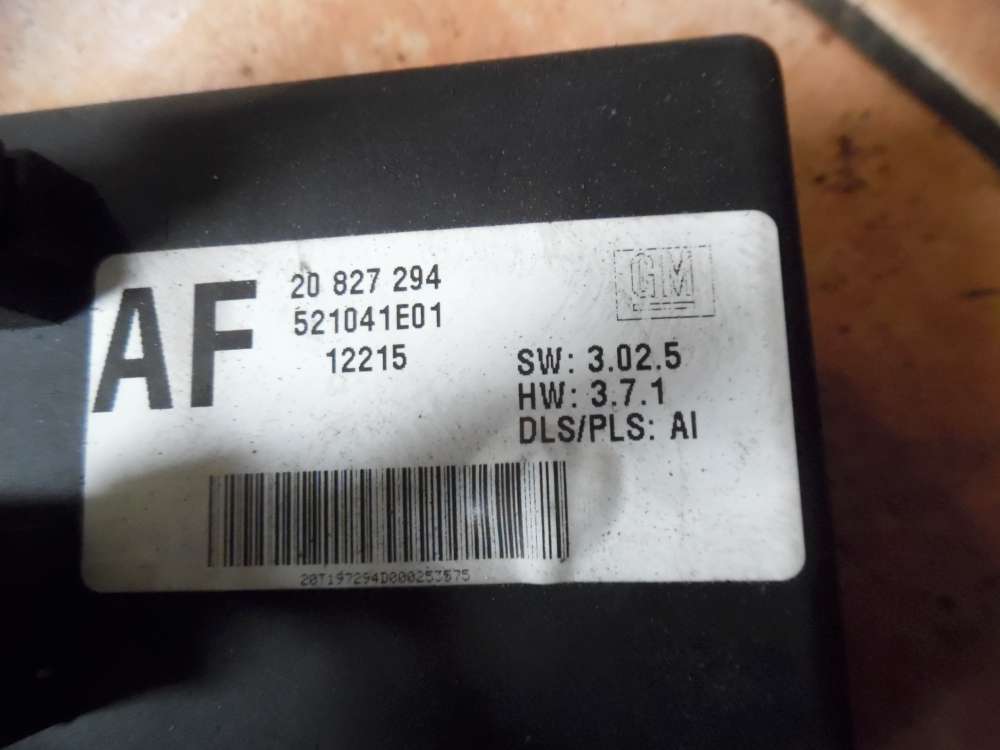 AF
20 827 294
521041E01
12215
GM
SW: 3.02.5
HW: 3.7.1
DLS/PLS: AI
20T197294D000253575